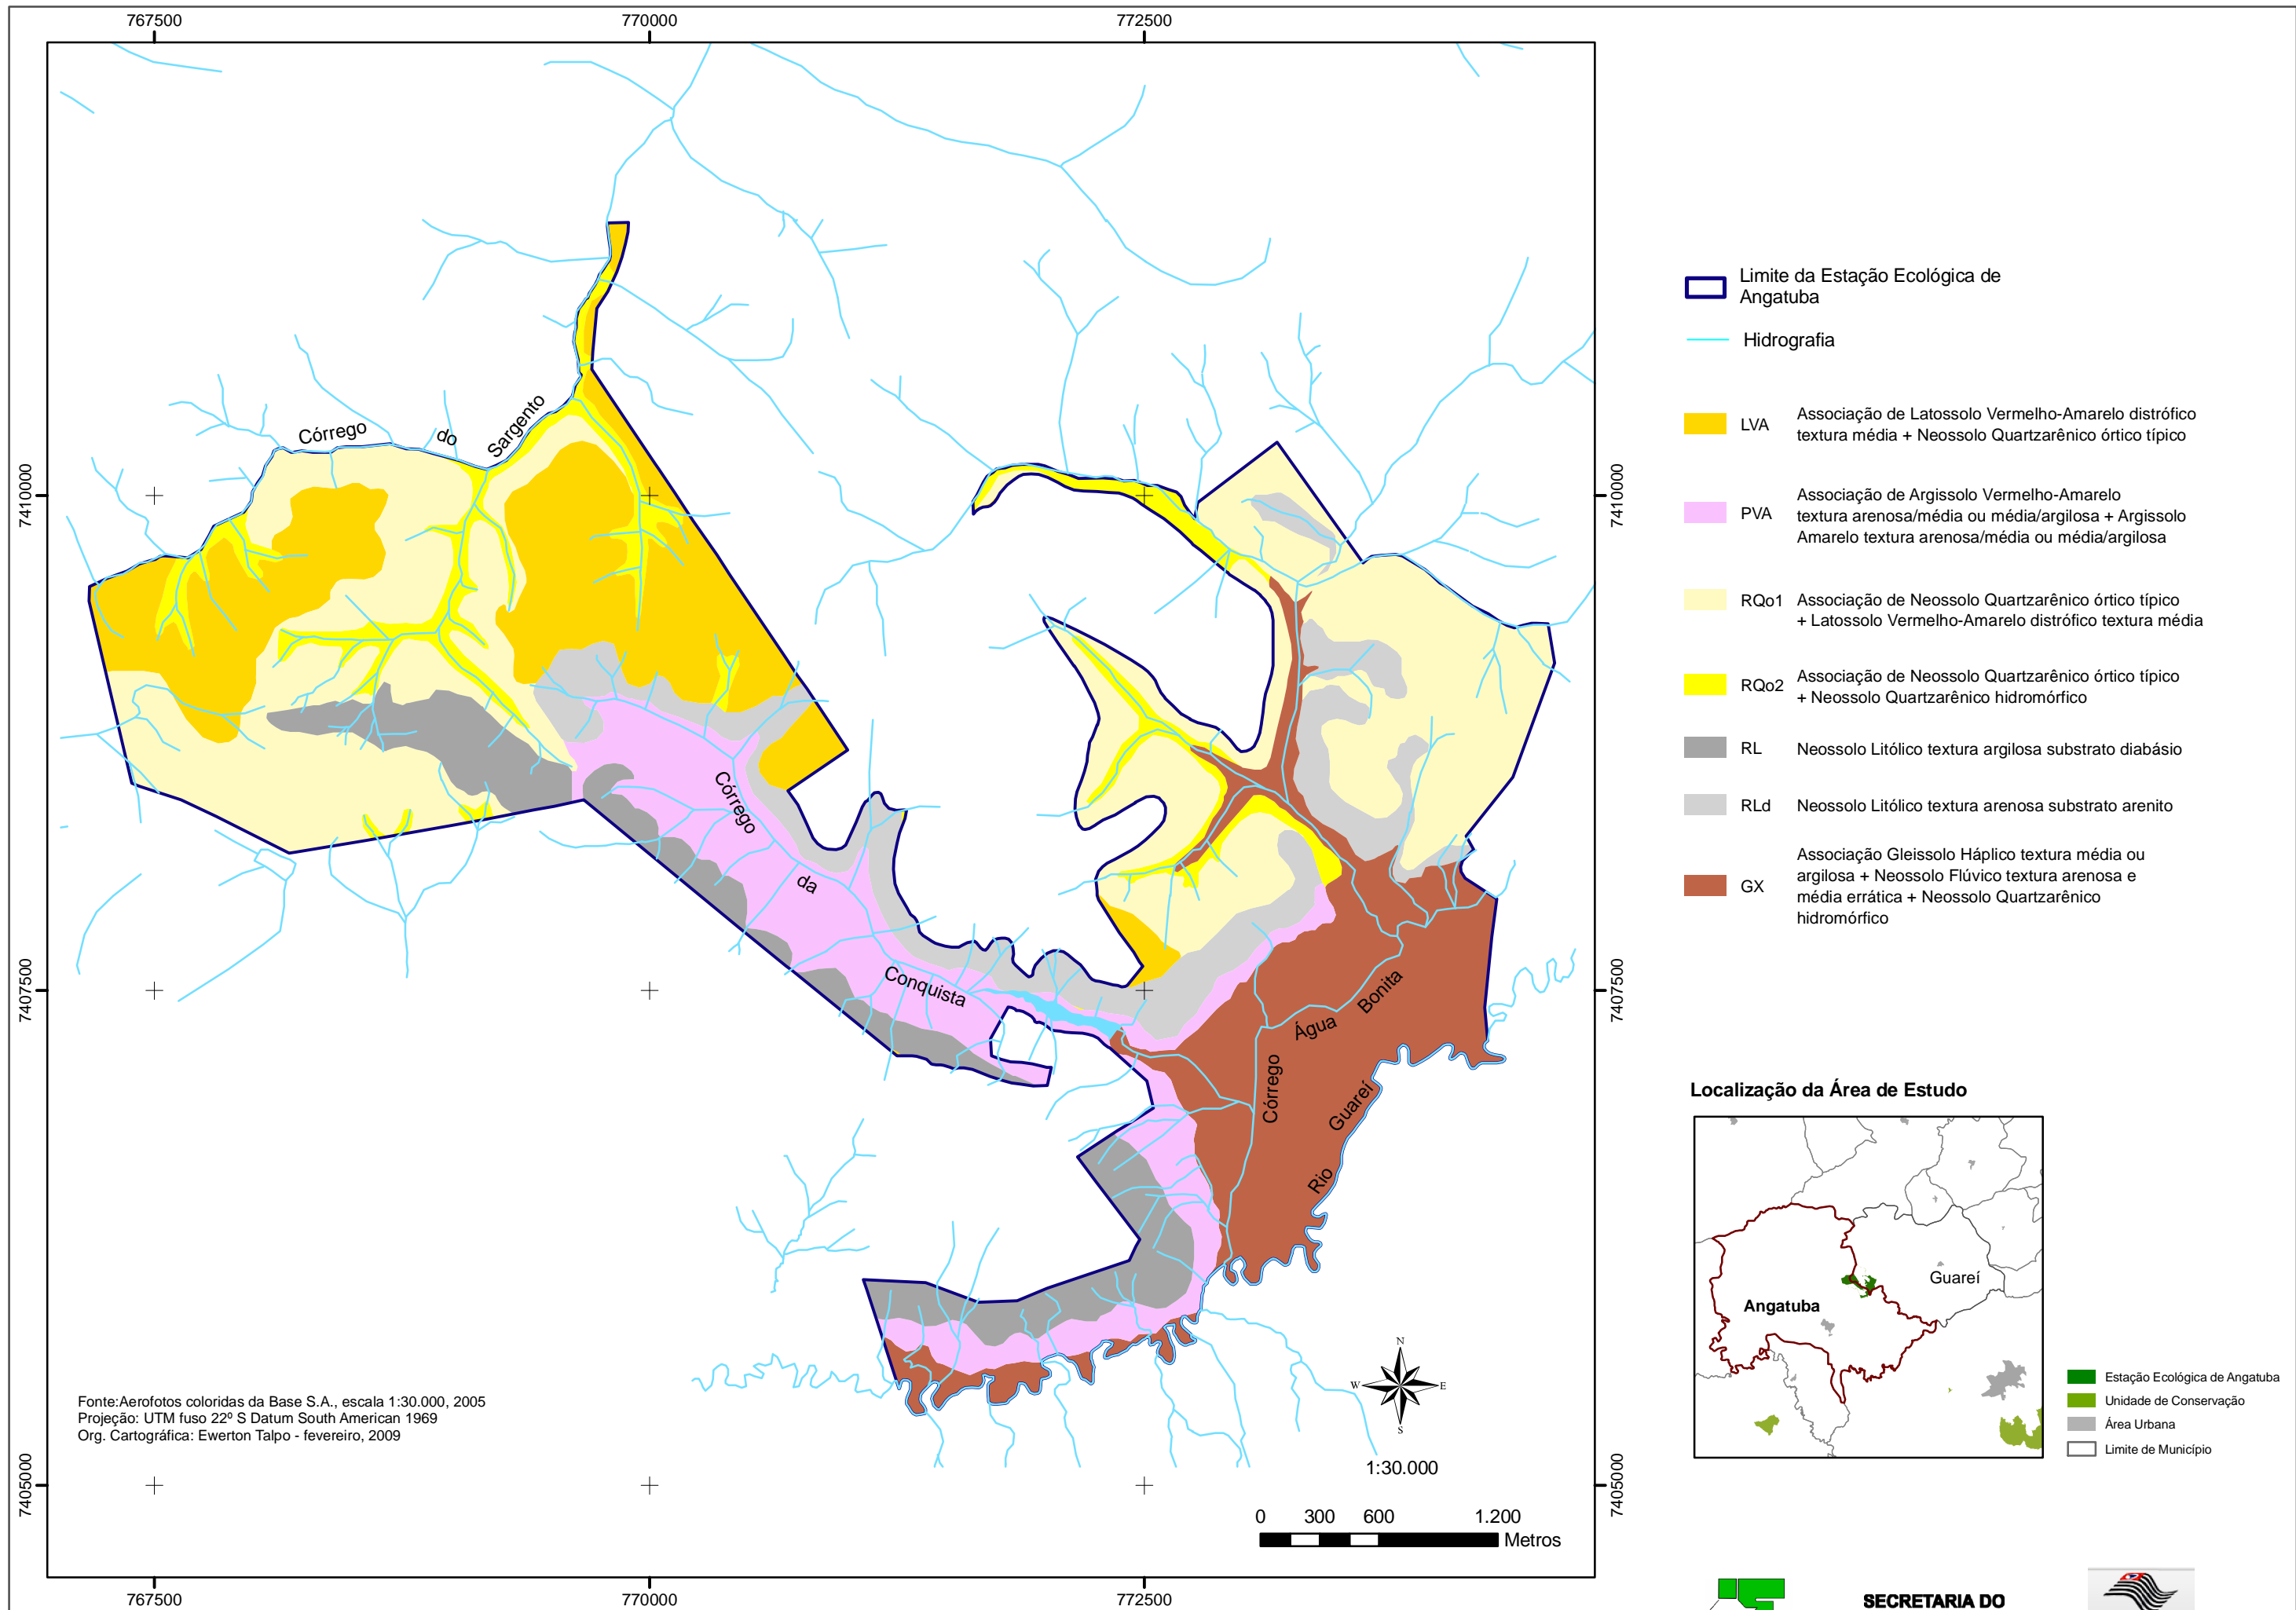 767500
770000
772500
7410000
7410000
7407500
7407500
7405000
7405000
Córrego
do
Sargento
Córrego
da
Conquista
Córrego
Água
Bonita
Rio
Guareí
N
W
E
S
1:30.000
0 300 600 1.200
Metros
Fonte:Aerofotos coloridas da Base S.A., escala 1:30.000, 2005
Projeção: UTM fuso 22º S Datum South American 1969
Org. Cartográfica: Ewerton Talpo - fevereiro, 2009
767500
770000
772500
Limite da Estação Ecológica de
Angatuba
Hidrografia
LVA
Associação de Latossolo Vermelho-Amarelo distrófico
textura média + Neossolo Quartzarênico órtico típico
PVA
Associação de Argissolo Vermelho-Amarelo
textura arenosa/média ou média/argilosa + Argissolo
Amarelo textura arenosa/média ou média/argilosa
RQo1
Associação de Neossolo Quartzarênico órtico típico
+ Latossolo Vermelho-Amarelo distrófico textura média
RQo2
Associação de Neossolo Quartzarênico órtico típico
+ Neossolo Quartzarênico hidromórfico
RL
Neossolo Litólico textura argilosa substrato diabásio
RLd
Neossolo Litólico textura arenosa substrato arenito
GX
Associação Gleissolo Háplico textura média ou
argilosa + Neossolo Flúvico textura arenosa e
média errática + Neossolo Quartzarênico
hidromórfico
Localização da Área de Estudo
Guareí
Angatuba
Estação Ecológica de Angatuba
Unidade de Conservação
Área Urbana
Limite de Município
SECRETARIA DO